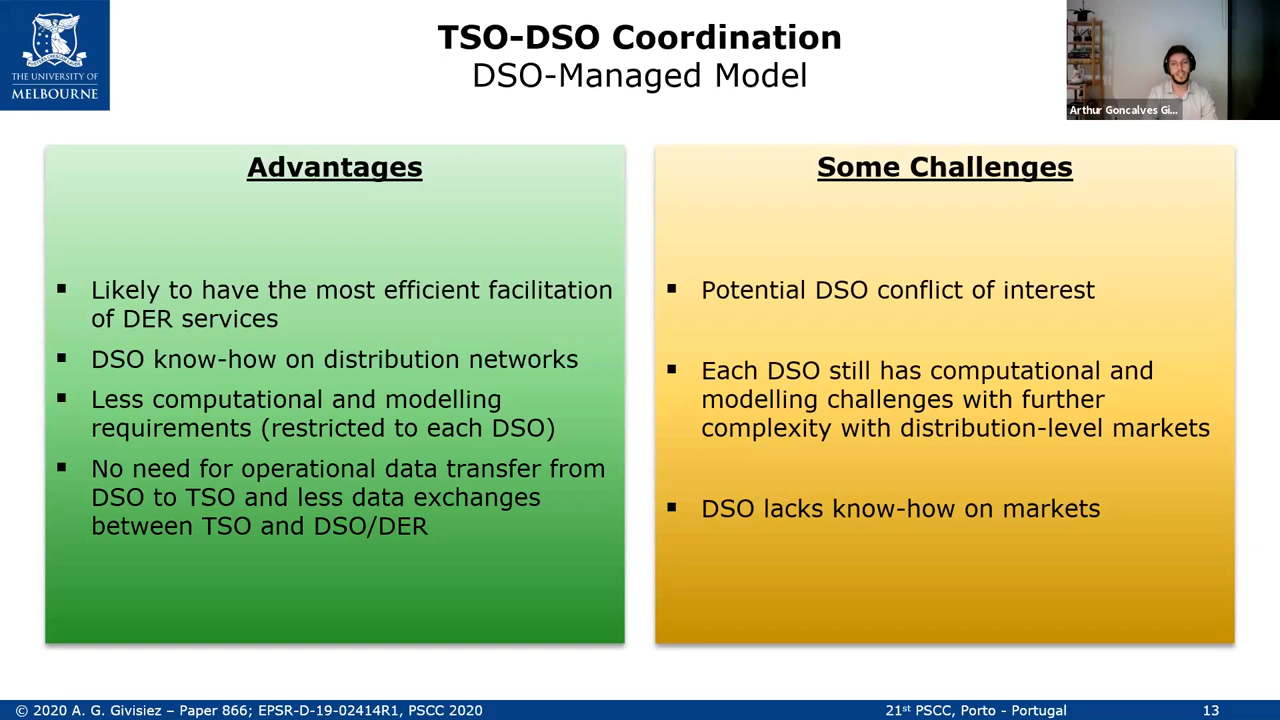 THE UNIVERSITY OF
MELBOURNE
TSO-DSO Coordination
DSO-Managed Model
Arthur Goncalves Gi...
Advantages
▪ Likely to have the most efficient facilitation
of DER services
▪ DSO know-how on distribution networks
▪ Less computational and modelling
requirements (restricted to each DSO)
▪ No need for operational data transfer from
DSO to TSO and less data exchanges
between TSO and DSO/DER
Some Challenges
▪ Potential DSO conflict of interest
▪ Each DSO still has computational and
modelling challenges with further
complexity with distribution-level markets
▪ DSO lacks know-how on markets
© 2020 A. G. Givisiez – Paper 866; EPSR-D-19-02414R1, PSCC 2020
21st PSCC, Porto - Portugal
13